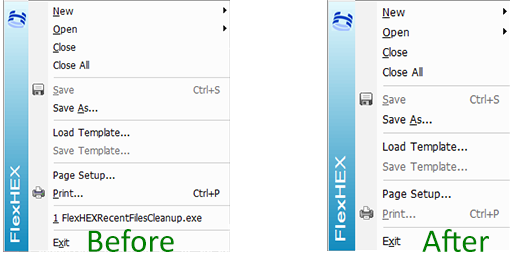 New
Open
Close
Close All
Save Ctrl+S
Save As...
Load Template...
Save Template...
Page Setup...
Print... Ctrl+P
1 FlexHEXRecentFilesCleanup.exe
Exit
FlexHEX
Before
New
Open
Close
Close All
Save Ctrl+S
Save As...
Load Template...
Save Template...
Page Setup...
Print... Ctrl+P
Exit
FlexHEX
After